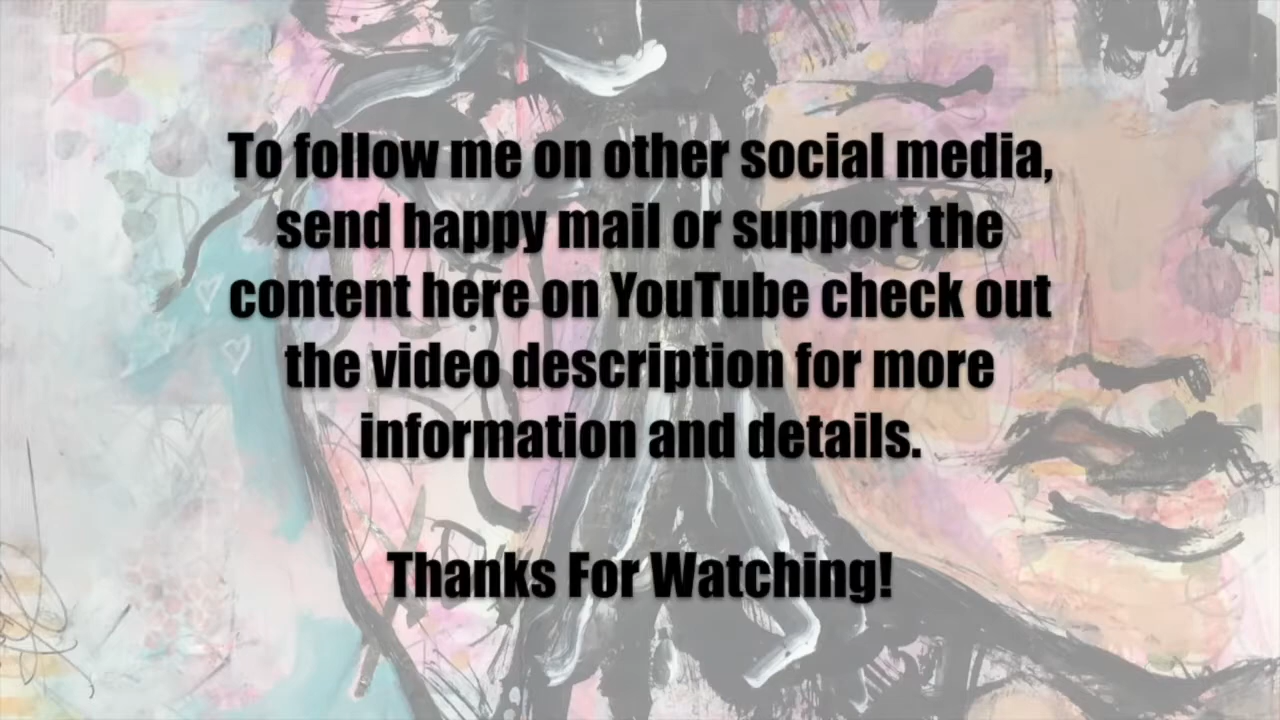 To follow me on other social media,
send happy mail or support the
content here on YouTube check out
the video description for more
information and details.
Thanks For Watching!